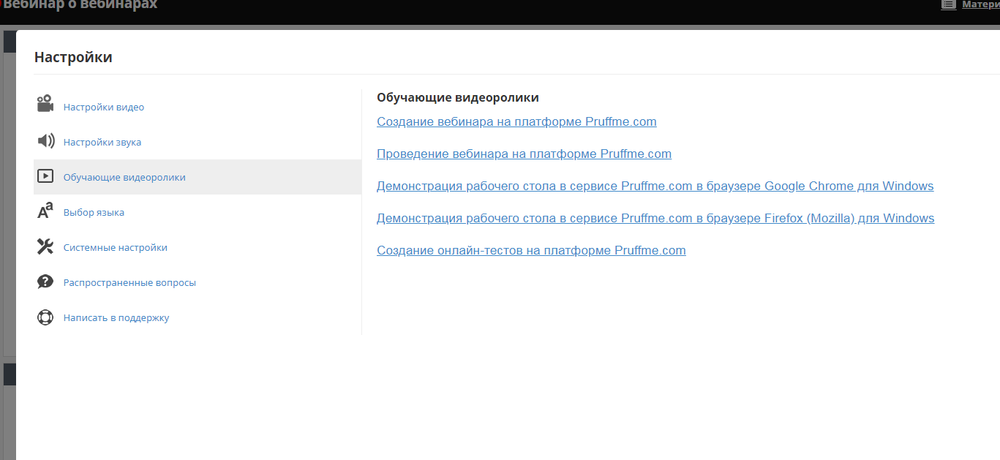 Вебинар о вебинарах
Настройки
Настройки видео
Настройки звука
Обучающие видеоролики
Выбор языка
Системные настройки
Распространенные вопросы
Написать в поддержку
Обучающие видеоролики
Создание вебинара на платформе Pruffme.com
Проведение вебинара на платформе Pruffme.com
Демонстрация рабочего стола в сервисе Pruffme.com в браузере Google Chrome для Windows
Демонстрация рабочего стола в сервисе Pruffme.com в браузере Firefox (Mozilla) для Windows
Создание онлайн-тестов на платформе Pruffme.com